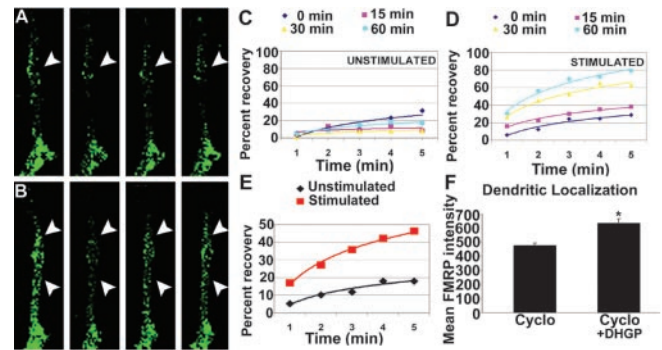 A
B
C
0 min 15 min
30 min 60 min
UNSTIMULATED
Percent recovery
100
80
60
40
20
0
1 2 3 4 5
Time (min)
D
0 min 15 min
30 min 60 min
STIMULATED
Percent recovery
100
80
60
40
20
0
1 2 3 4 5
Time (min)
E
Unstimulated
Stimulated
Percent recovery
50
40
30
20
10
0
1 2 3 4 5
Time (min)
F
Dendritic Localization
Mean FMRP intensity
700
600
500
400
300
200
100
0
*
Cyclo Cyclo
+DHGP